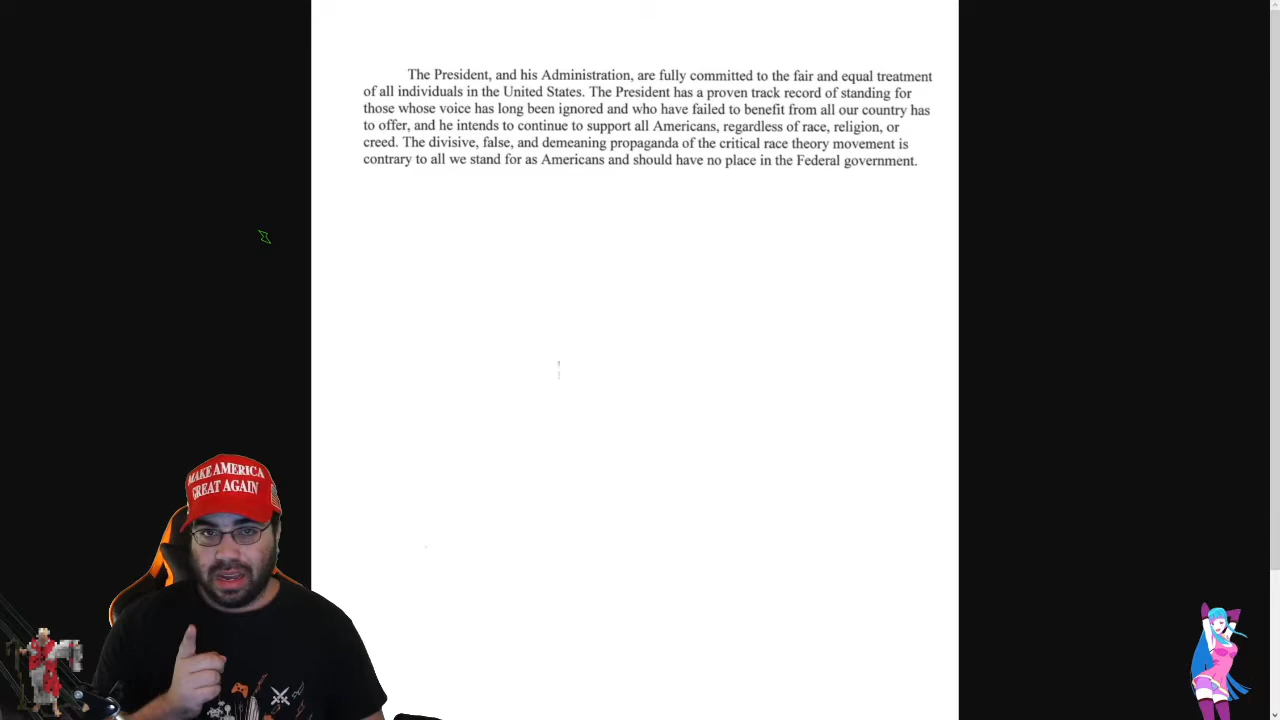 The President, and his Administration, are fully committed to the fair and equal treatment
of all individuals in the United States. The President has a proven track record of standing for
those whose voice has long been ignored and who have failed to benefit from all our country has
to offer, and he intends to continue to support all Americans, regardless of race, religion, or
creed. The divisive, false, and demeaning propaganda of the critical race theory movement is
contrary to all we stand for as Americans and should have no place in the Federal government.
MAKE AMERICA
GREAT AGAIN